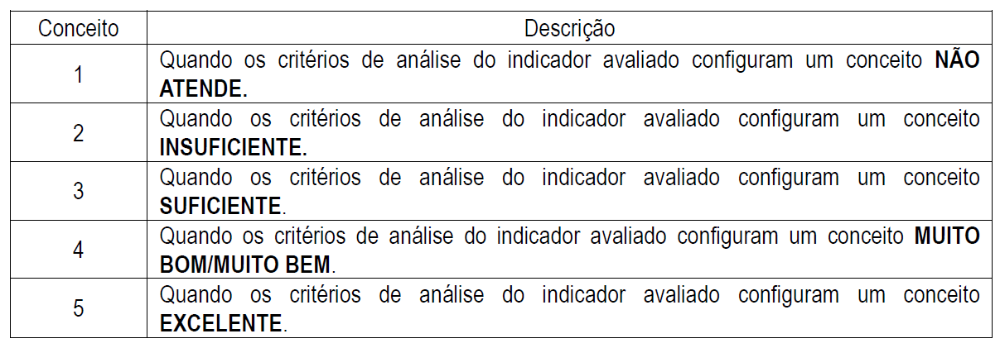 Conceito Descrição
1 Quando os critérios de análise do indicador avaliado configuram um conceito NÃO
ATENDE.
2 Quando os critérios de análise do indicador avaliado configuram um conceito
INSUFICIENTE.
3 Quando os critérios de análise do indicador avaliado configuram um conceito
SUFICIENTE.
4 Quando os critérios de análise do indicador avaliado configuram um conceito MUITO
BOM/MUITO BEM.
5 Quando os critérios de análise do indicador avaliado configuram um conceito
EXCELENTE.